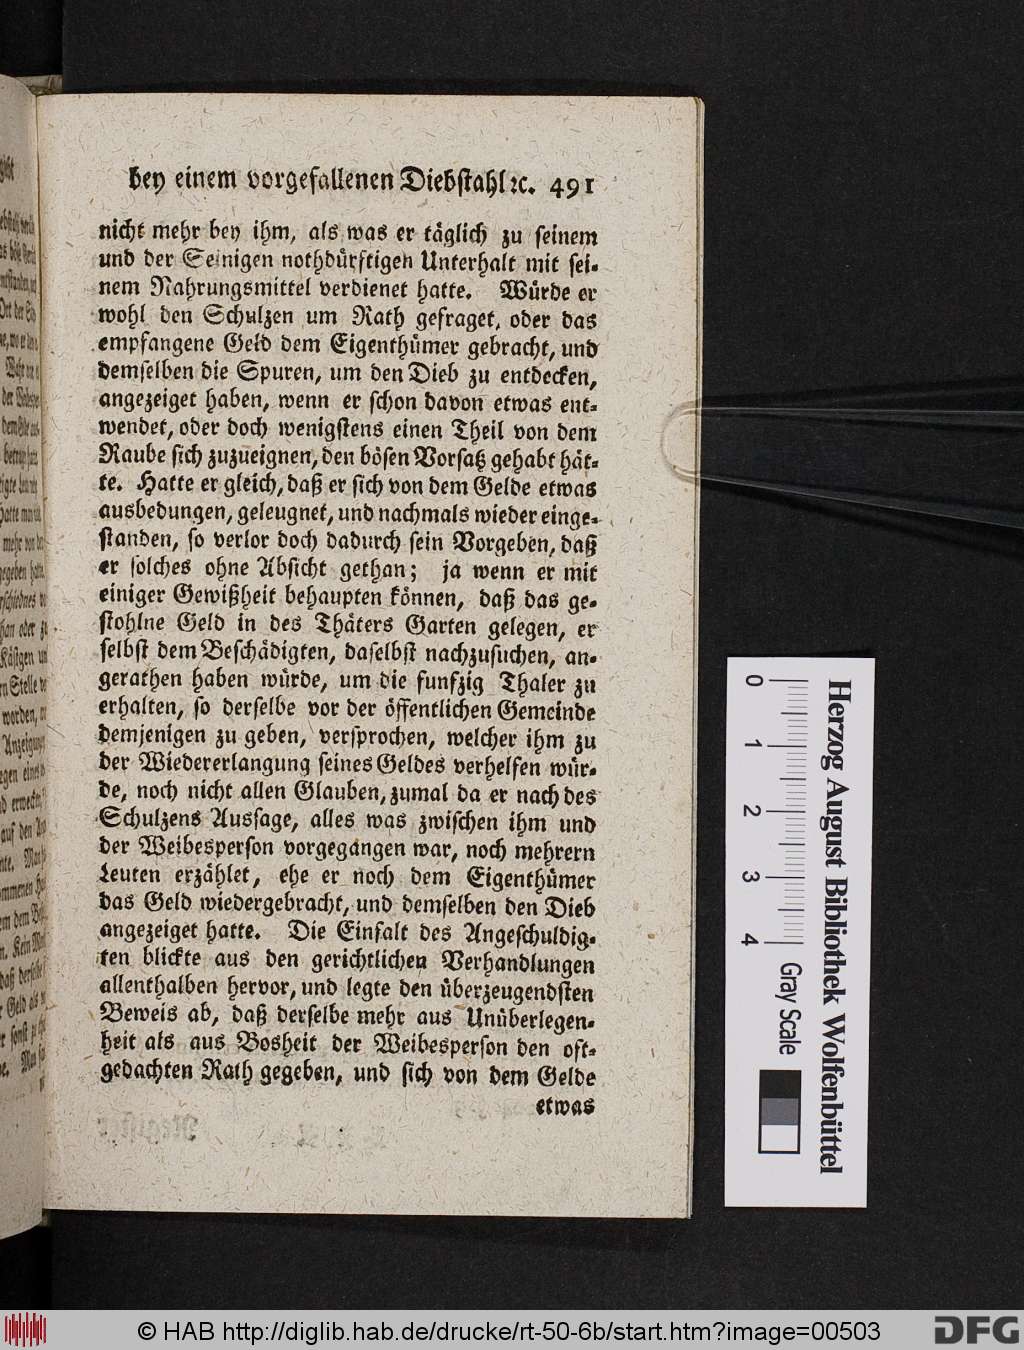 bey einem vorgefallenen Diebstahl ꝛc. 491
nicht mehr bey ihm, als was er täglich zu seinem
und der Seinigen nothdürftigen Unterhalt mit sei-
nem Nahrungsmittel verdienet hatte. Würde er
wohl den Schulzen um Rath gefraget, oder das
empfangene Geld dem Eigenthümer gebracht, und
demselben die Spuren, um den Dieb zu entdecken,
angezeiget haben, wenn er schon davon etwas ent-
wendet, oder doch wenigstens einen Theil von dem
Raube sich zuzueignen, den bösen Vorsatz gehabt hät-
te. Hatte er gleich, daß er sich von dem Gelde etwas
ausbedungen, geleugnet, und nachmals wieder einge-
standen, so verlor doch dadurch sein Vorgeben, daß
er solches ohne Absicht gethan; ja wenn er mit
einiger Gewißheit behaupten können, daß das ge-
stohlne Geld in des Thäters Garten gelegen, er
selbst dem Beschädigten, daselbst nachzusuchen, an-
gerathen haben würde, um die funfzig Thaler zu
erhalten, so derselbe vor der öffentlichen Gemeinde
demjenigen zu geben, versprochen, welcher ihm zu
der Wiedererlangung seines Geldes verhelfen wür-
de, noch nicht allen Glauben, zumal da er nach des
Schulzens Aussage, alles was zwischen ihm und
der Weibesperson vorgegangen war, noch mehrern
Leuten erzählet, ehe er noch dem Eigenthümer
das Geld wiedergebracht, und demselben den Dieb
angezeiget hatte. Die Einfalt des Angeschuldig-
ten blickte aus den gerichtlichen Verhandlungen
allenthalben hervor, und legte den überzeugendsten
Beweis ab, daß derselbe mehr aus Unüberlegen-
heit als aus Bosheit der Weibesperson den oft-
gedachten Rath gegeben, und sich von dem Gelde
etwas
0 1 2 3 4
Gray Scale
Herzog August Bibliothek Wolfenbüttel
© HAB http://diglib.hab.de/drucke/rt-50-6b/start.htm?image=00503
DFG